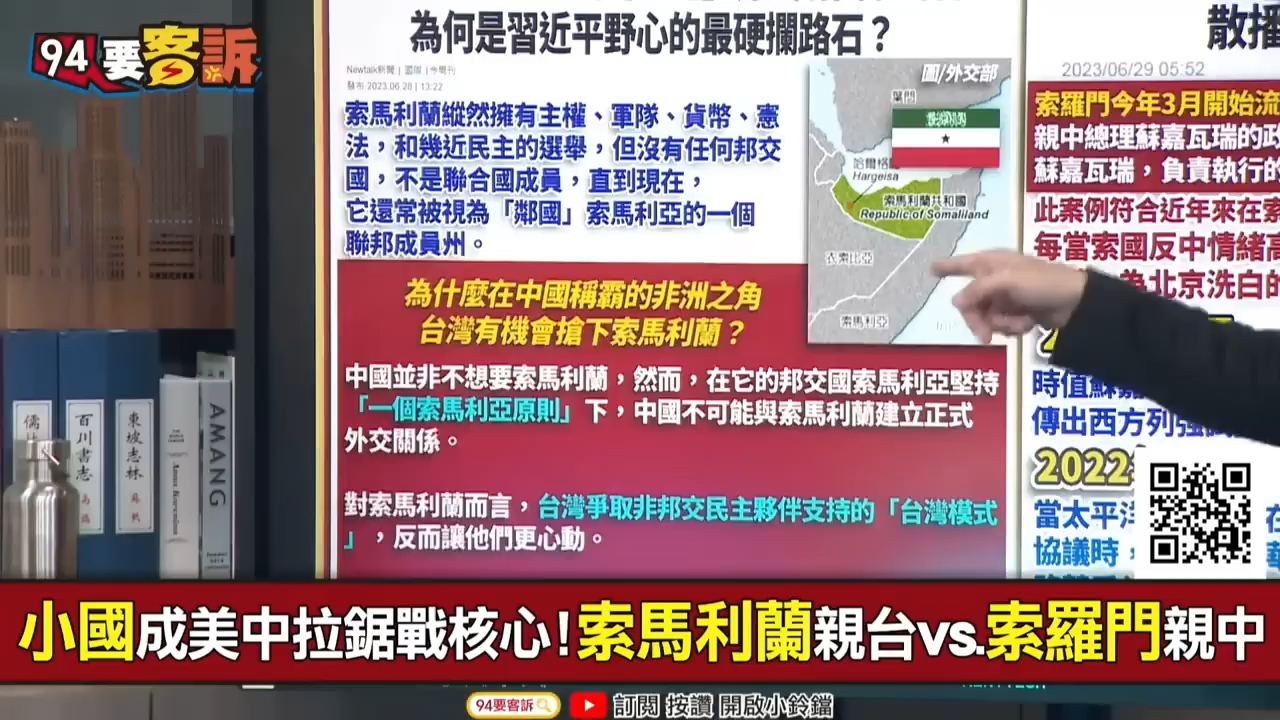 94要客訴
為何是習近平野心的最硬攔路石？
Newtalk新聞 | 國際 | 今周刊
發布 2023.06.28 | 13:22
索馬利蘭縱然擁有主權、軍隊、貨幣、憲
法，和幾近民主的選舉，但沒有任何邦交
國，不是聯合國成員，直到現在，
它還常被視為「鄰國」索馬利亞的一個
聯邦成員州。
圖/外交部
葉門
哈爾格
Hargeisa
索馬利蘭共和國
Republic of Somaliland
衣索比亞
索馬利亞
為什麼在中國稱霸的非洲之角
台灣有機會搶下索馬利蘭？
中國並非不想要索馬利蘭，然而，在它的邦交國索馬利亞堅持
「一個索馬利亞原則」下，中國不可能與索馬利蘭建立正式
外交關係。
對索馬利蘭而言，台灣爭取非邦交民主夥伴支持的「台灣模式
」，反而讓他們更心動。
散播
2023/06/29 05:52
索羅門今年3月開始流
親中總理蘇嘉瓦瑞的政
蘇嘉瓦瑞，負責執行的
此案例符合近年來在索
每當索國反中情緒高
為北京洗白的
時值蘇嘉
傳出西方列強
2022
當太平洋
協議時，
百川書志
東坡志林
AMANG
小國成美中拉鋸戰核心！索馬利蘭親台vs.索羅門親中
94要客訴
訂閱 按讚 開啟小鈴鐺